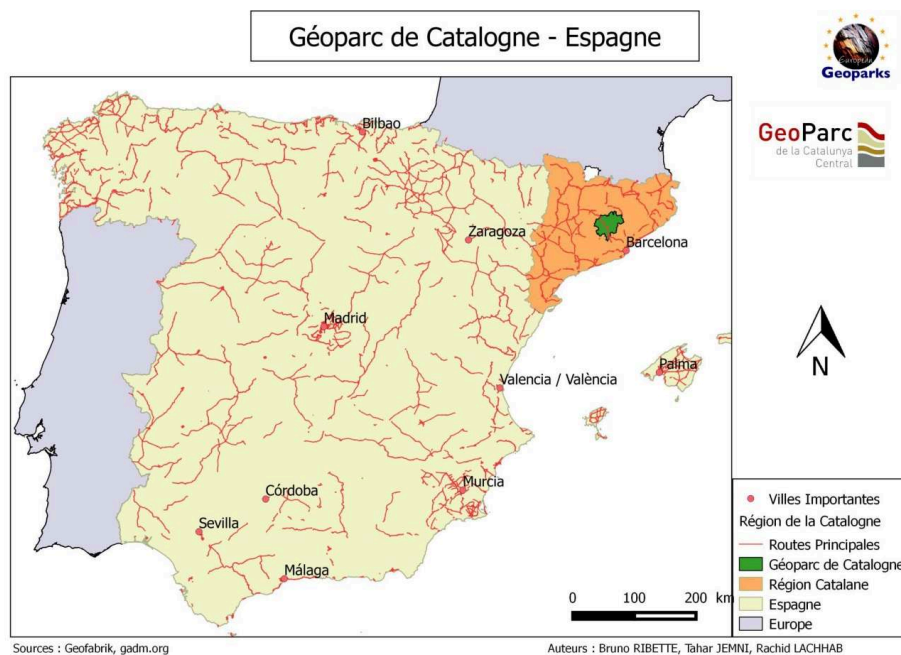 Géoparc de Catalogne - Espagne
European
Geoparks
GeoParc
de la Catalunya
Central
Bilbao
Zaragoza
Barcelona
Madrid
Palma
Valencia / València
Murcia
Córdoba
Sevilla
Málaga
N
0 100 200 km
Villes Importantes
Région de la Catalogne
Routes Principales
Géoparc de Catalogne
Région Catalane
Espagne
Europe
Sources : Geofabrik, gadm.org
Auteurs : Bruno RIBETTE, Tahar JEMNI, Rachid LACHHAB